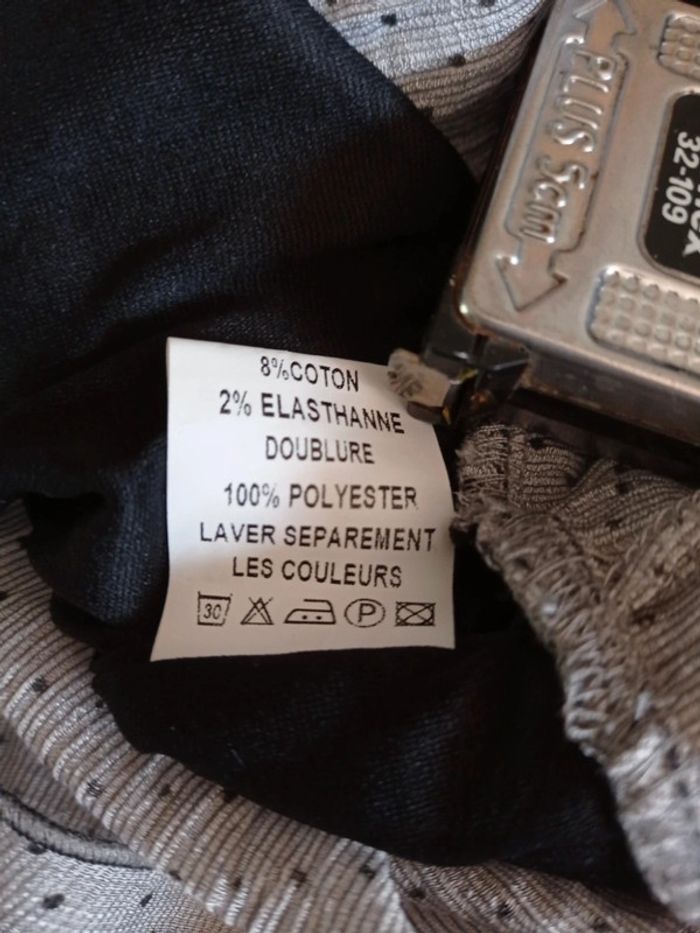 8%COTON
2% ELASTHANNE
DOUBLURE
100% POLYESTER
LAVER SEPAREMENT
LES COULEURS
30
P
PLUS 5cm
32-109